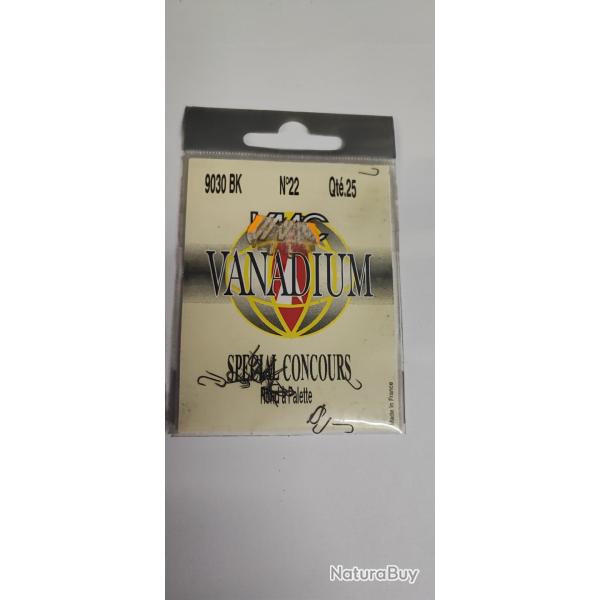 9030 BK N°22 Qté.25
VMC
VANADIUM
SPECIAL CONCOURS
Rond à Palette
Made in France
NaturaBuy